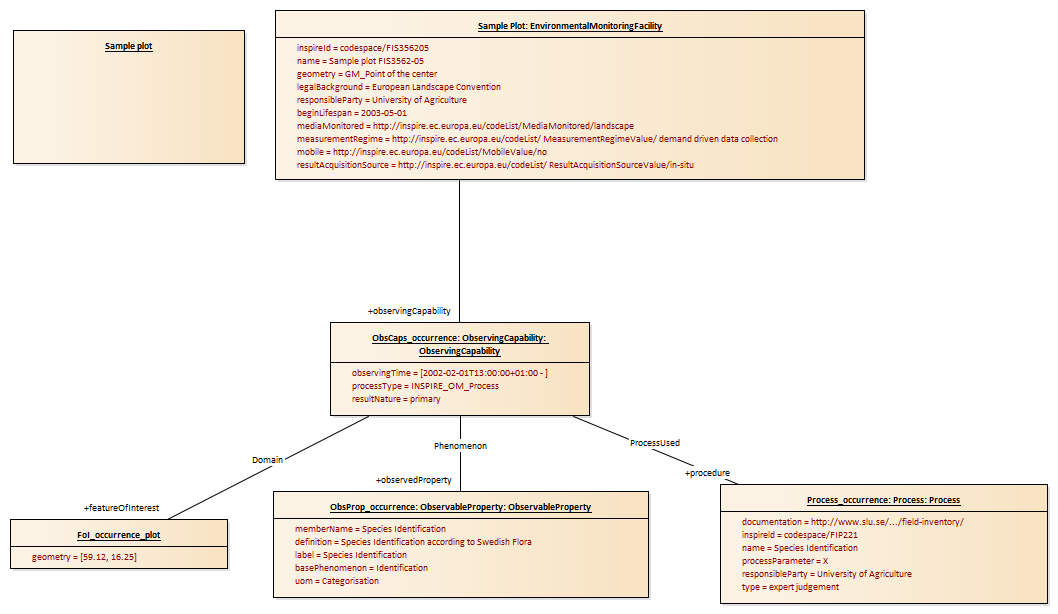 Sample plot
Sample Plot: EnvironmentalMonitoringFacility
inspireId = codespace/FIS356205
name = Sample plot FIS3562-05
geometry = GM_Point of the center
legalBackground = European Landscape Convention
responsibleParty = University of Agriculture
beginLifespan = 2003-05-01
mediaMonitored = http://inspire.ec.europa.eu/codeList/MediaMonitored/landscape
measurementRegime = http://inspire.ec.europa.eu/codeList/ MeasurementRegimeValue/ demand driven data collection
mobile = http://inspire.ec.europa.eu/codeList/MobileValue/no
resultAcquisitionSource = http://inspire.ec.europa.eu/codeList/ ResultAcquisitionSourceValue/in-situ
+observingCapability
ObsCaps_occurrence: ObservingCapability:
ObservingCapability
observingTime = [2002-02-01T13:00:00+01:00 - ]
processType = INSPIRE_OM_Process
resultNature = primary
Domain
Phenomenon
ProcessUsed
+featureOfInterest
+observedProperty
+procedure
FoI_occurrence_plot
geometry = [59.12, 16.25]
ObsProp_occurrence: ObservableProperty: ObservableProperty
memberName = Species Identification
definition = Species Identification according to Swedish Flora
label = Species Identification
basePhenomenon = Identification
uom = Categorisation
Process_occurrence: Process: Process
documentation = http://www.slu.se/.../field-inventory/
inspireId = codespace/FIP221
name = Species Identification
processParameter = X
responsibleParty = University of Agriculture
type = expert judgement